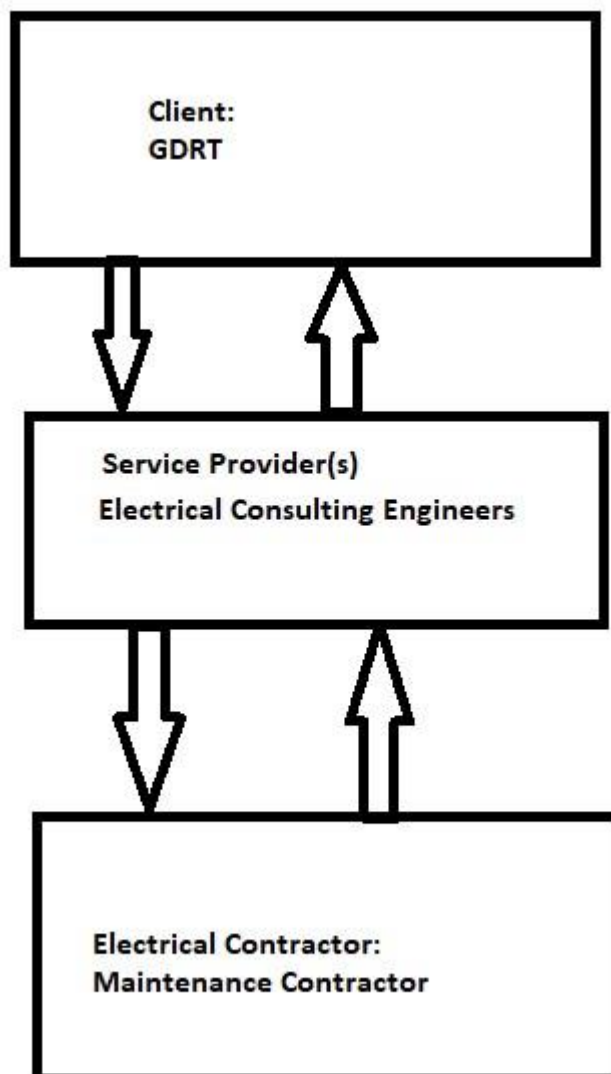 Client:
GDRT
Service Provider(s)
Electrical Consulting Engineers
Electrical Contractor:
Maintenance Contractor